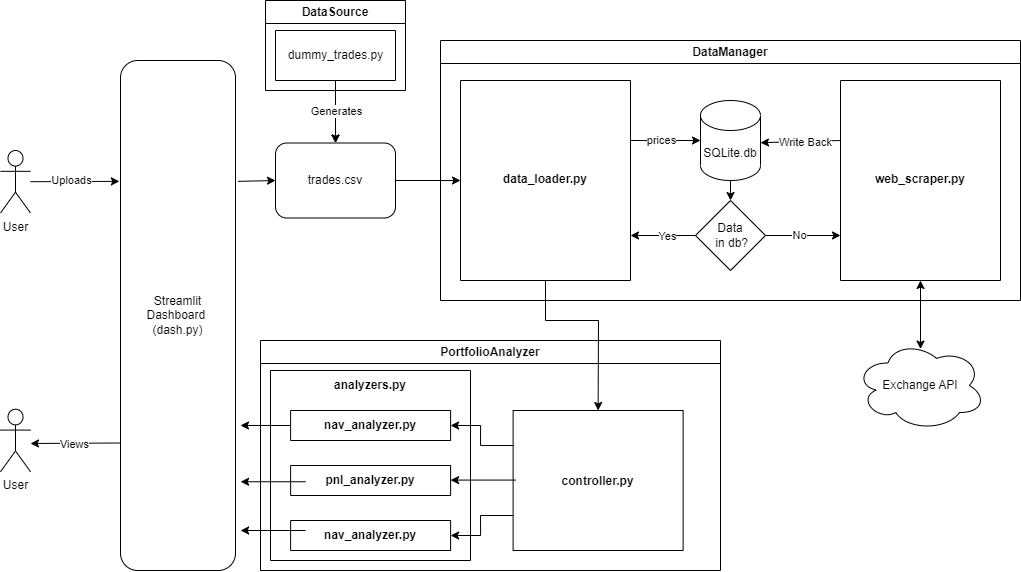 DataSource
dummy_trades.py
Generates
trades.csv
DataManager
data_loader.py
prices
SQLite.db
Write Back
web_scraper.py
Data
in db?
Yes
No
Exchange API
Uploads
User
Streamlit
Dashboard
(dash.py)
PortfolioAnalyzer
analyzers.py
nav_analyzer.py
pnl_analyzer.py
nav_analyzer.py
controller.py
Views
User